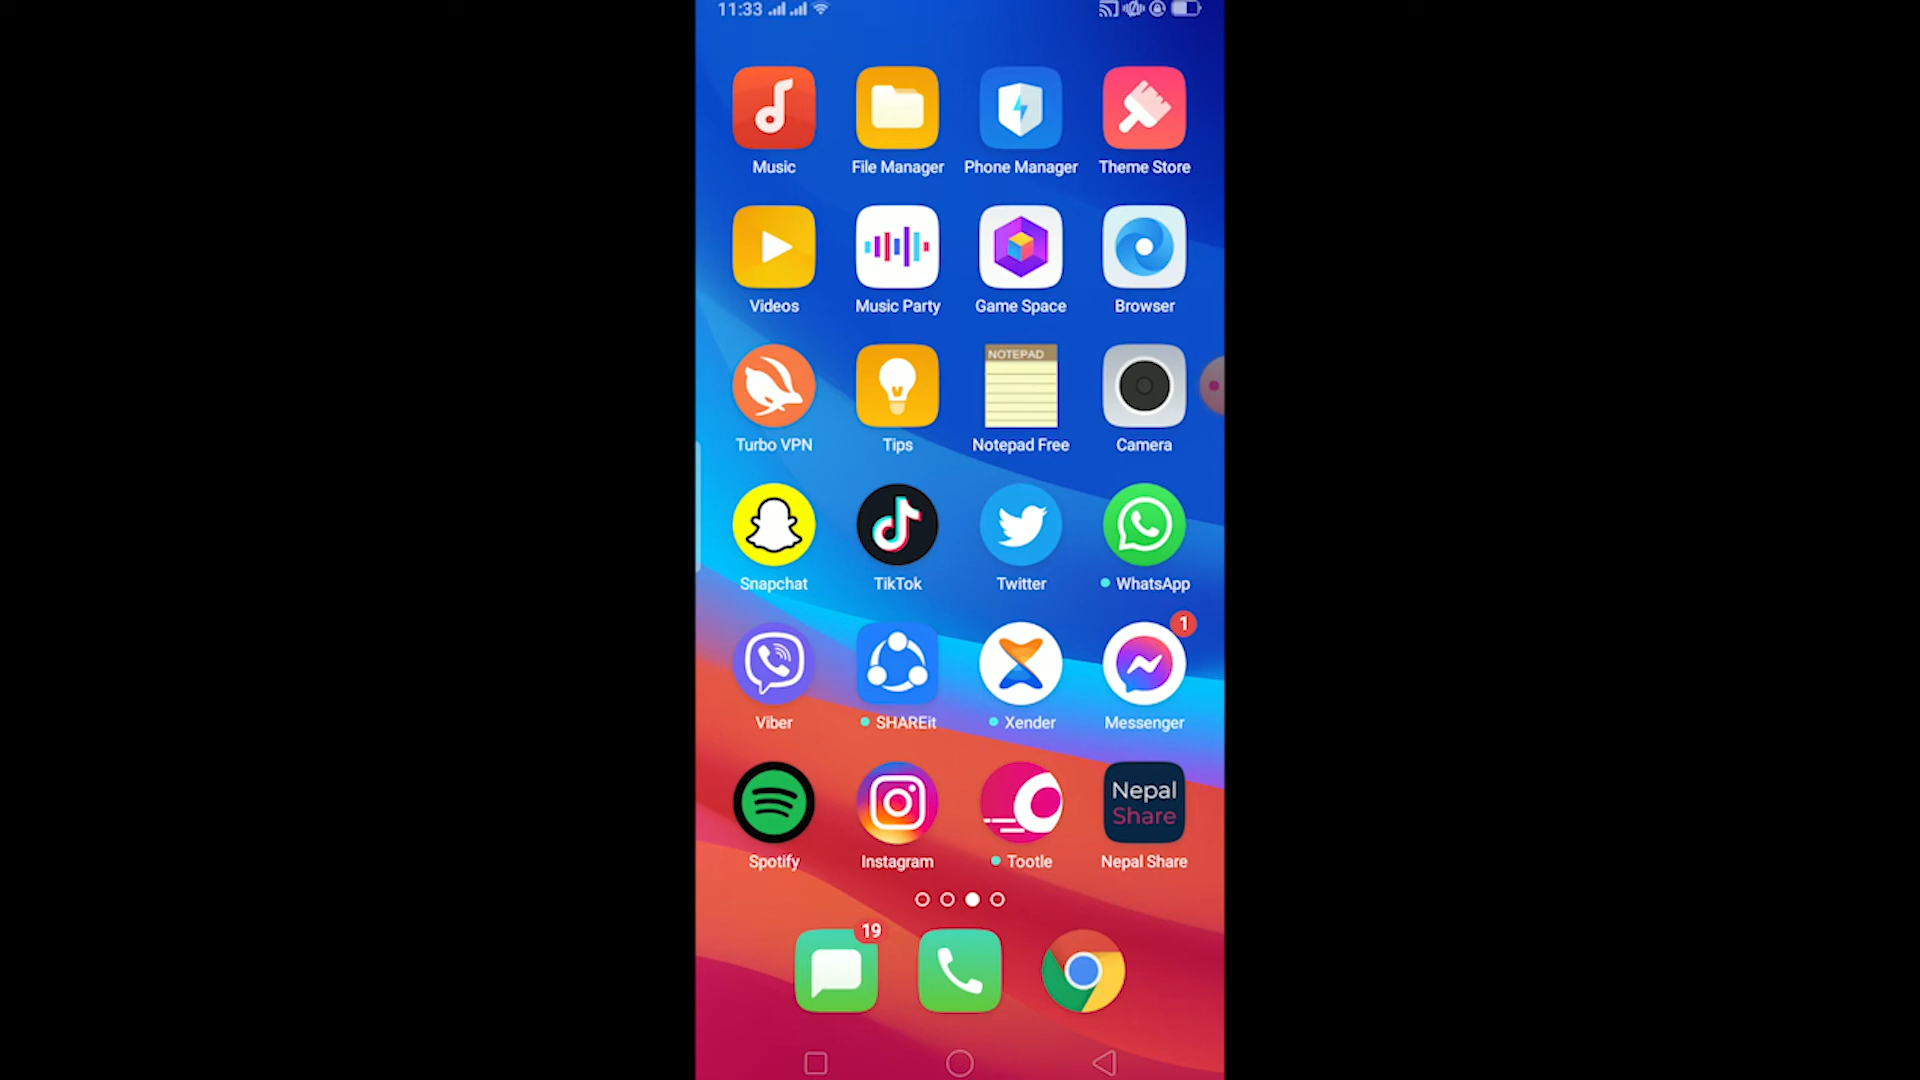 11:33
Music File Manager Phone Manager Theme Store
Videos Music Party Game Space Browser
NOTEPAD
Turbo VPN Tips Notepad Free Camera
Snapchat TikTok Twitter WhatsApp
1
Viber SHAREit Xender Messenger
Nepal
Share
Spotify Instagram Tootle Nepal Share
19